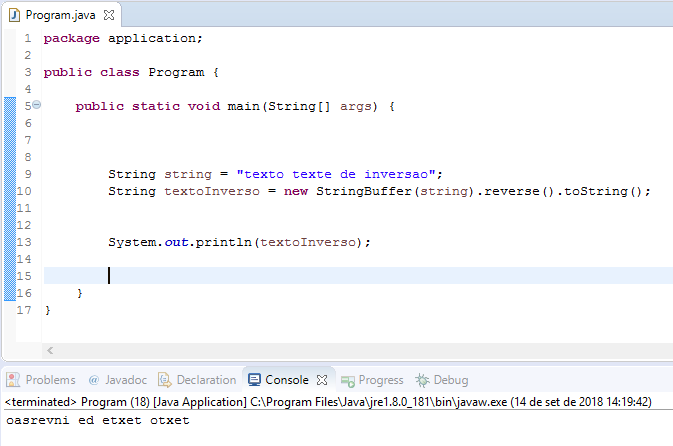 Program.java
1 package application;
2
3 public class Program {
4
5 public static void main(String[] args) {
6
7
8
9 String string = "texto texte de inversao";
10 String textoInverso = new StringBuffer(string).reverse().toString();
11
12
13 System.out.println(textoInverso);
14
15
16 }
17 }
Problems @ Javadoc Declaration Console Progress Debug
<terminated> Program (18) [Java Application] C:\Program Files\Java\jre1.8.0_181\bin\javaw.exe (14 de set de 2018 14:19:42)
oasrevni ed etxet otxet